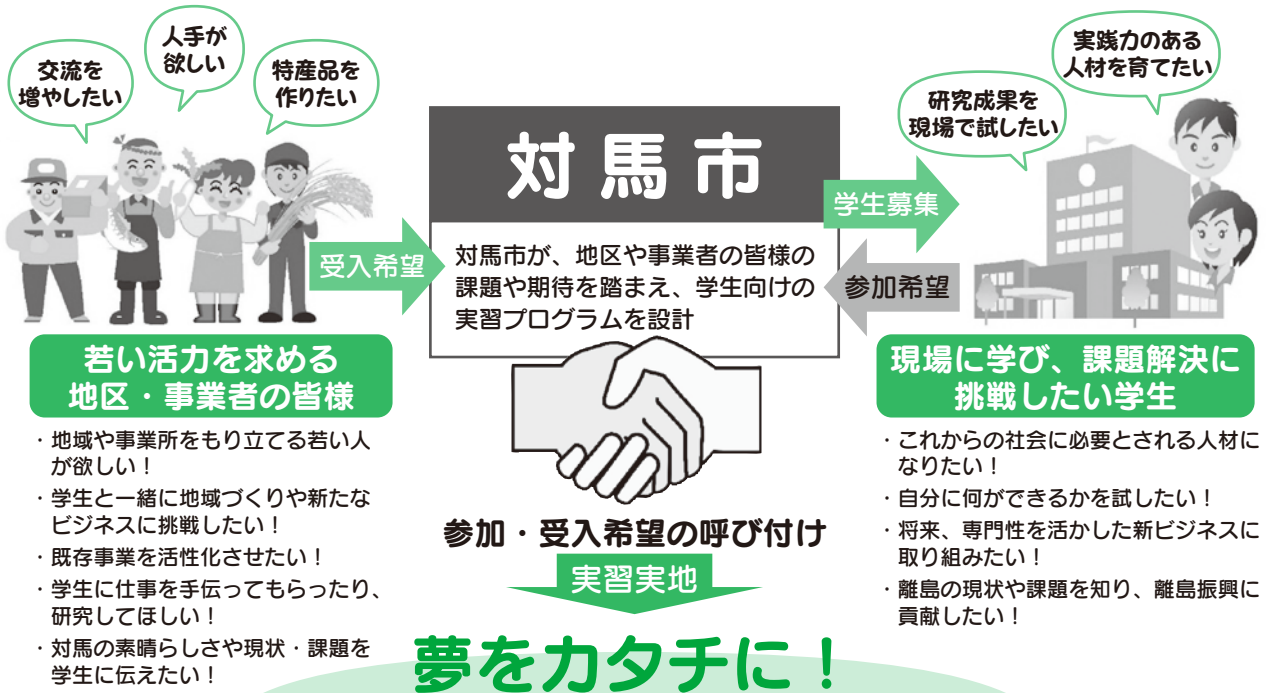 交流を
増やしたい
人手が
欲しい
特産品を
作りたい
実践力のある
人材を育てたい
研究成果を
現場で試したい
対馬市
対馬市が、地区や事業者の皆様の
課題や期待を踏まえ、学生向けの
実習プログラムを設計
受入希望
学生募集
参加希望
若い活力を求める
地区・事業者の皆様
・地域や事業所をもり立てる若い人
が欲しい！
・学生と一緒に地域づくりや新たな
ビジネスに挑戦したい！
・既存事業を活性化させたい！
・学生に仕事を手伝ってもらったり、
研究してほしい！
・対馬の素晴らしさや現状・課題を
学生に伝えたい！
現場に学び、課題解決に
挑戦したい学生
・これからの社会に必要とされる人材に
なりたい！
・自分に何ができるかを試したい！
・将来、専門性を活かした新ビジネスに
取り組みたい！
・離島の現状や課題を知り、離島振興に
貢献したい！
参加・受入希望の呼び付け
実習実地
夢をカタチに！